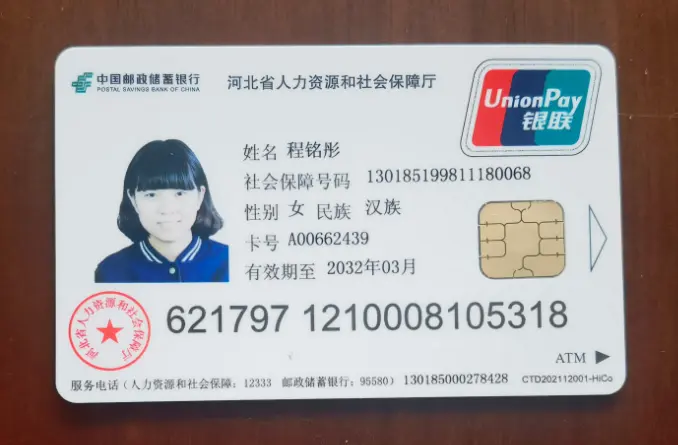 中国邮政储蓄银行
POSTAL SAVINGS BANK OF CHINA
河北省人力资源和社会保障厅
UnionPay
银联
姓名 程铭彤
社会保障号码 130185199811180068
性别 女 民族 汉族
卡号 A00662439
有效期至 2032年03月
河北省人力资源和社会保障厅
621797 1210008105318
ATM
服务电话(人力资源和社会保障:12333 邮政储蓄银行:95580) 130185000278428 CTD202112001-HiCo